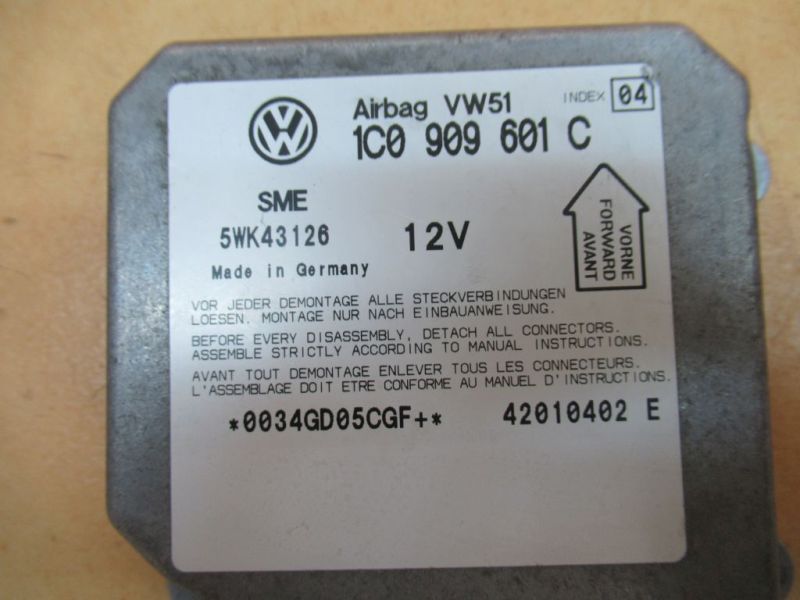 Airbag VW51 INDEX 04
1C0 909 601 C
SME
5WK43126 12V
Made in Germany
VORNE
FORWARD
AVANT
VOR JEDER DEMONTAGE ALLE STECKVERBINDUNGEN
LOESEN. MONTAGE NUR NACH EINBAUANWEISUNG.
BEFORE EVERY DISASSEMBLY, DETACH ALL CONNECTORS.
ASSEMBLE STRICTLY ACCORDING TO MANUAL INSTRUCTIONS.
AVANT TOUT DEMONTAGE ENLEVER TOUS LES CONNECTEURS.
L'ASSEMBLAGE DOIT ETRE CONFORME AU MANUEL D'INSTRUCTIONS.
*0034GD05CGF+* 42010402 E